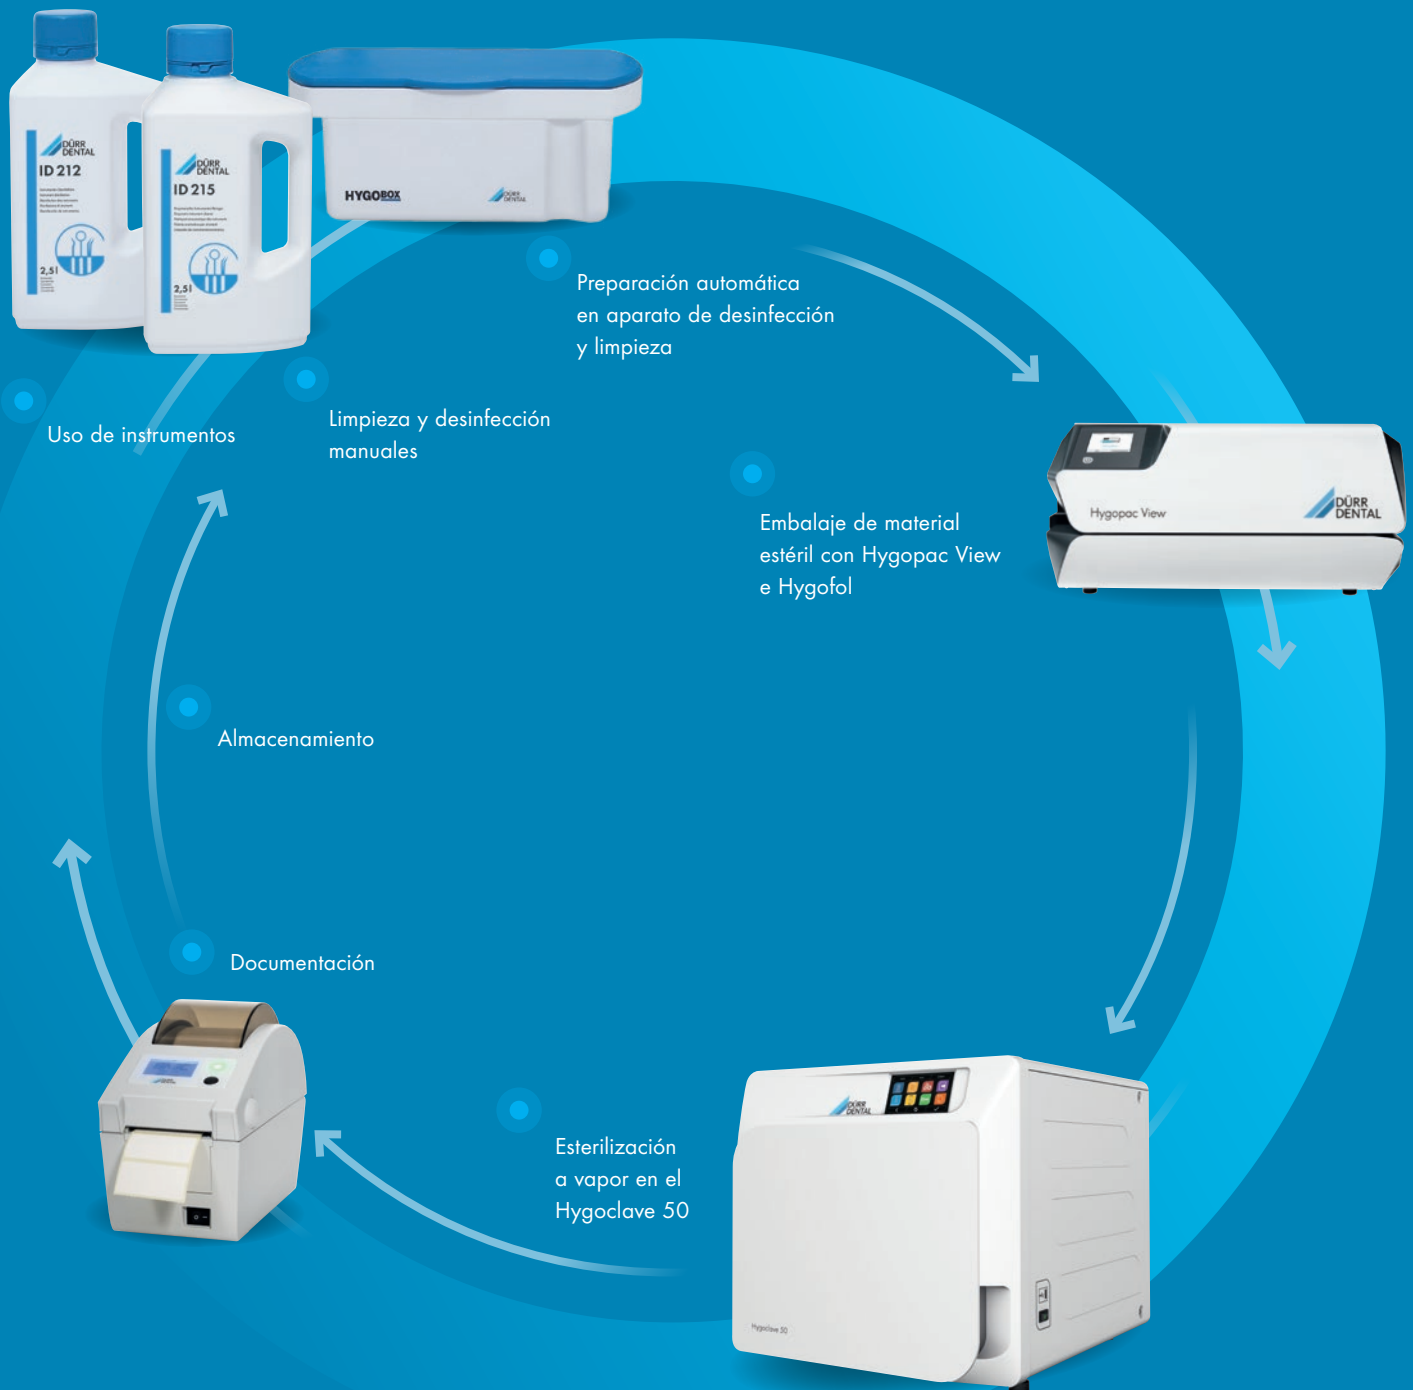 DÜRR
DENTAL
ID 212
2,5l
DÜRR
DENTAL
ID 215
2,5l
HYGOBOX
DÜRR
DENTAL
Preparación automática
en aparato de desinfección
y limpieza
Uso de instrumentos
Limpieza y desinfección
manuales
Embalaje de material
estéril con Hygopac View
e Hygofol
Hygopac View
DÜRR
DENTAL
Almacenamiento
Documentación
Esterilización
a vapor en el
Hygoclave 50
DÜRR
DENTAL
Hygoclave 50